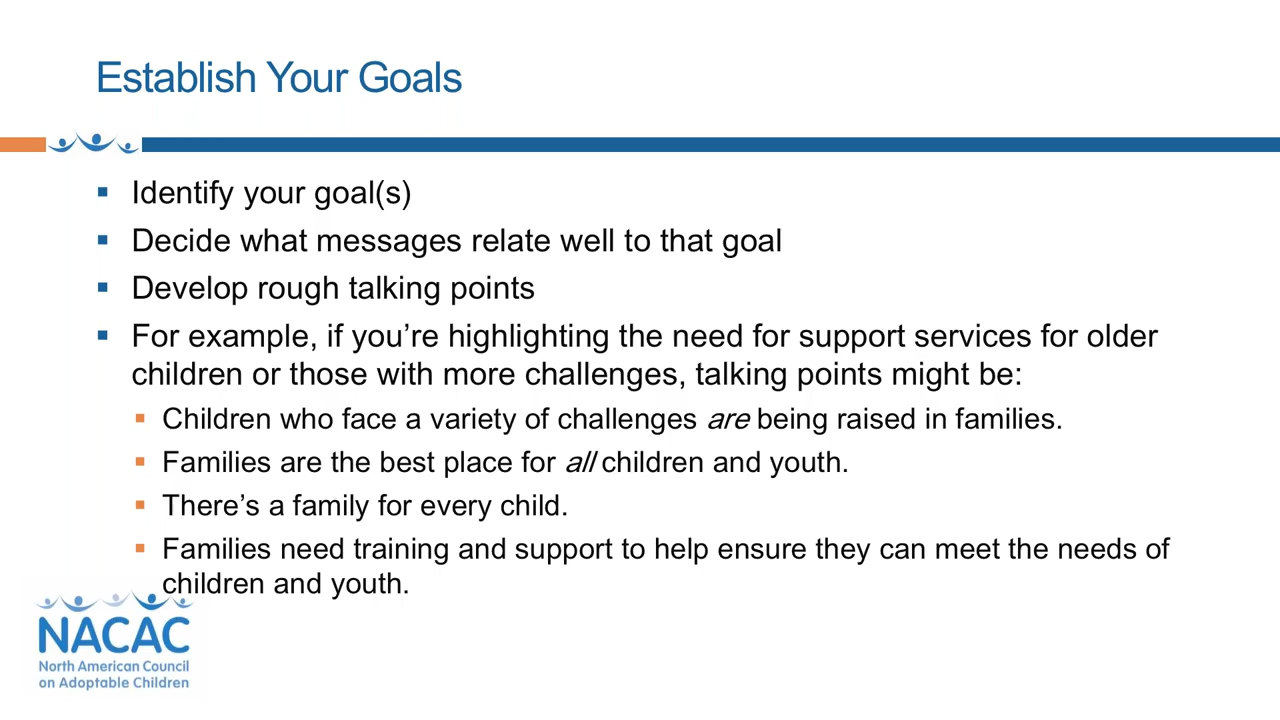 Establish Your Goals
Identify your goal(s)
Decide what messages relate well to that goal
Develop rough talking points
For example, if you’re highlighting the need for support services for older
children or those with more challenges, talking points might be:
Children who face a variety of challenges are being raised in families.
Families are the best place for all children and youth.
There’s a family for every child.
Families need training and support to help ensure they can meet the needs of
children and youth.
NACAC
North American Council
on Adoptable Children